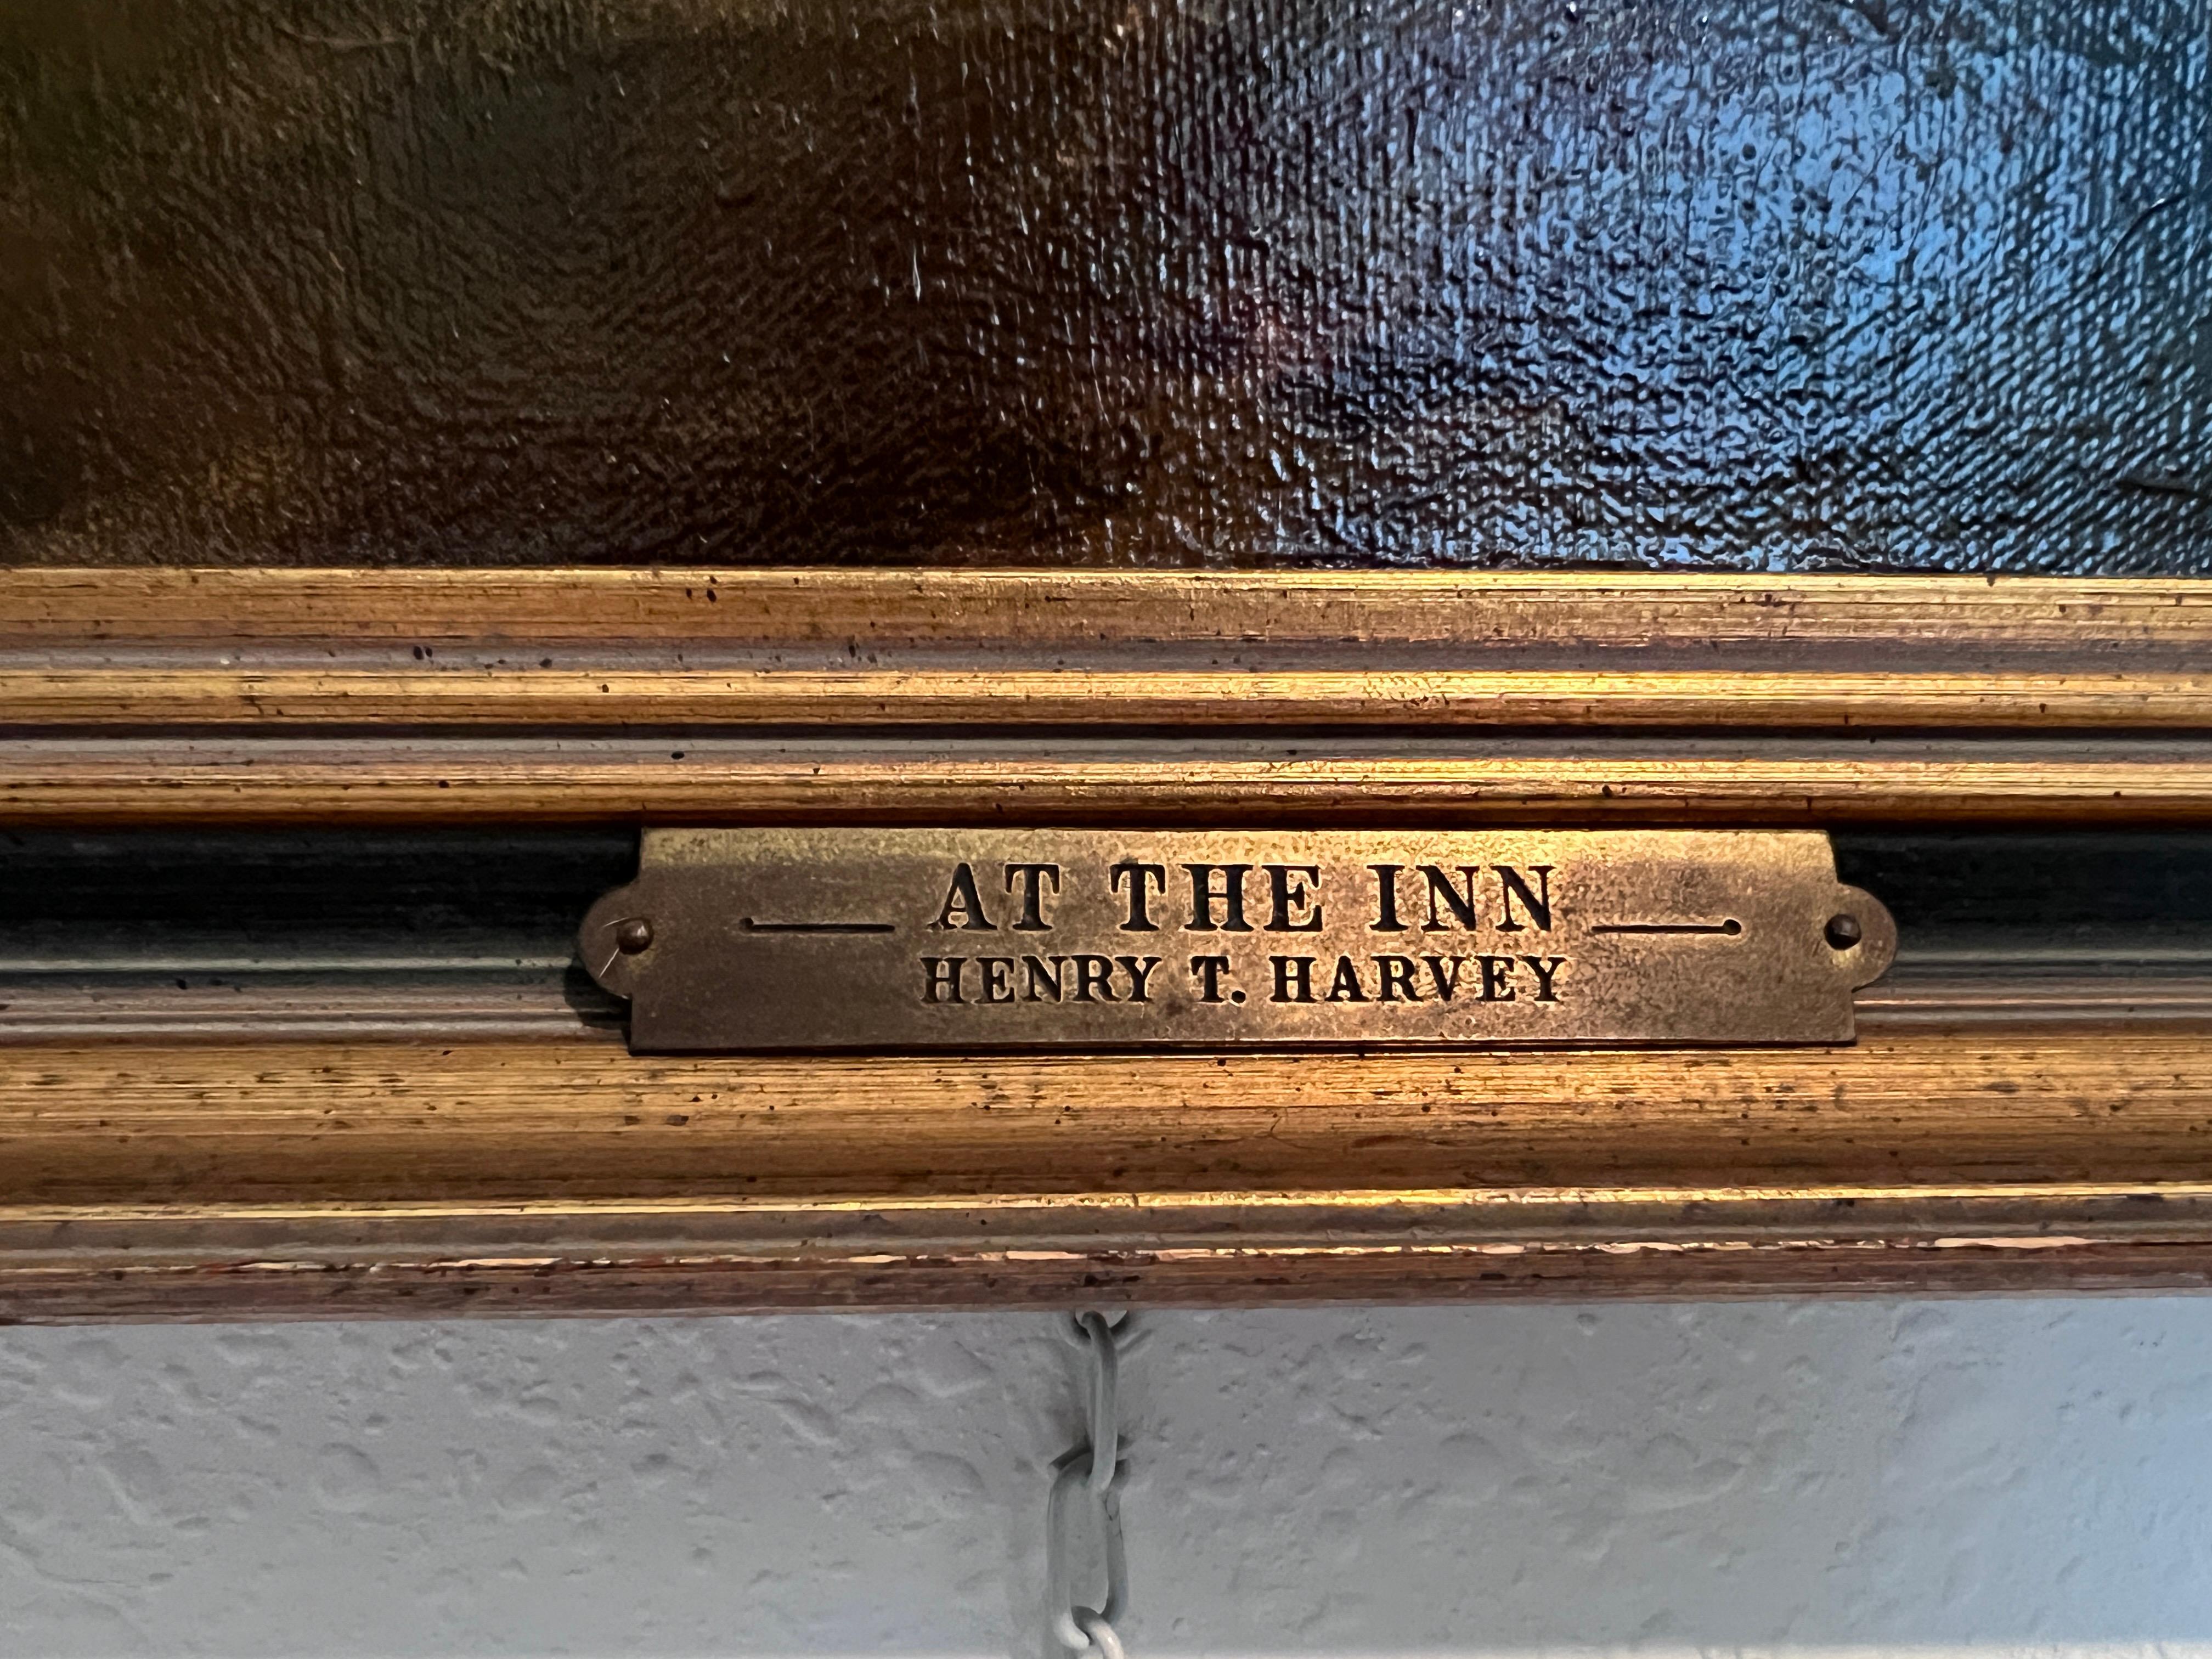 AT THE INN
HENRY T. HARVEY